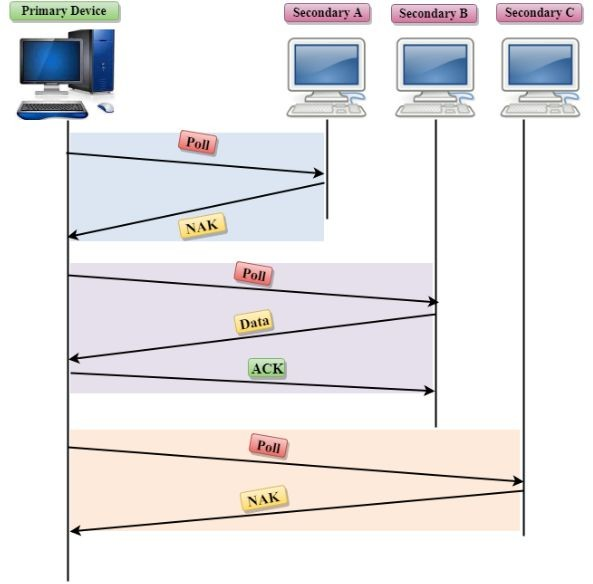 Primary Device
Secondary A
Secondary B
Secondary C
Poll
NAK
Poll
Data
ACK
Poll
NAK